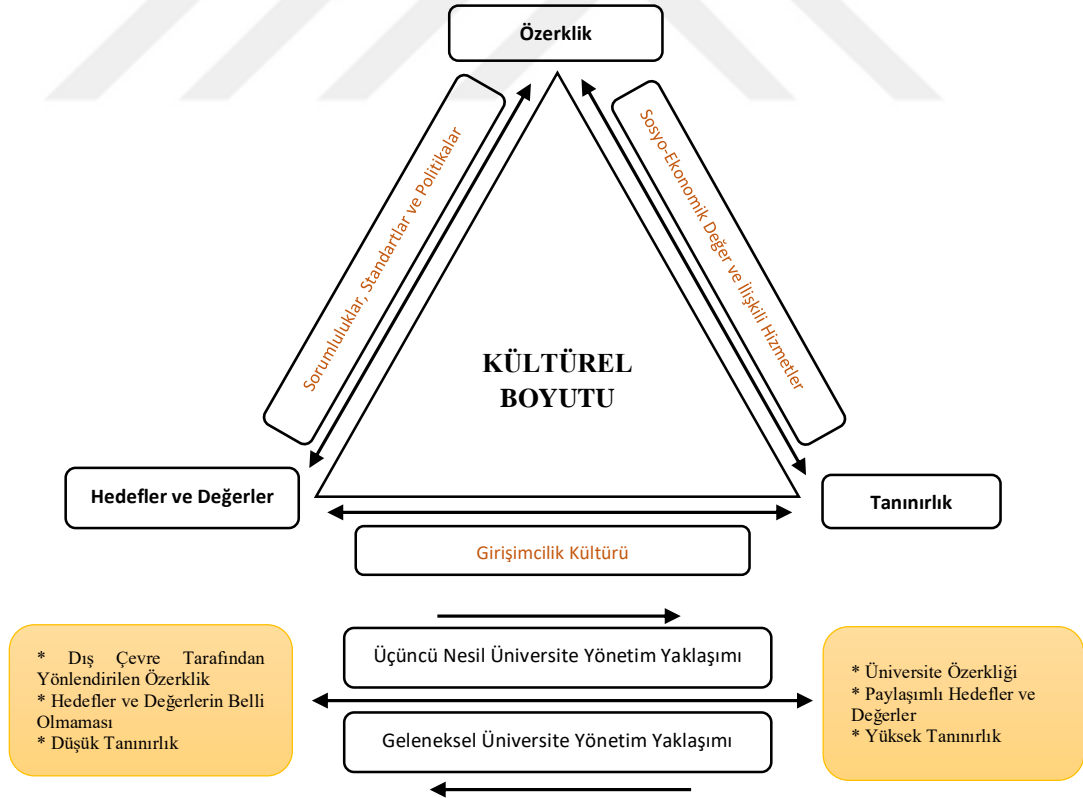 Özerklik
Sorumluluklar, Standartlar ve Politikalar
Sosyo-Ekonomik Değer ve İlişkili Hizmetler
KÜLTÜREL
BOYUTU
Hedefler ve Değerler
Tanınırlık
Girişimcilik Kültürü
* Dış Çevre Tarafından
Yönlendirilen Özerklik
* Hedefler ve Değerlerin Belli
Olmaması
* Düşük Tanınırlık
Üçüncü Nesil Üniversite Yönetim Yaklaşımı
Geleneksel Üniversite Yönetim Yaklaşımı
* Üniversite Özerkliği
* Paylaşımlı Hedefler ve
Değerler
* Yüksek Tanınırlık